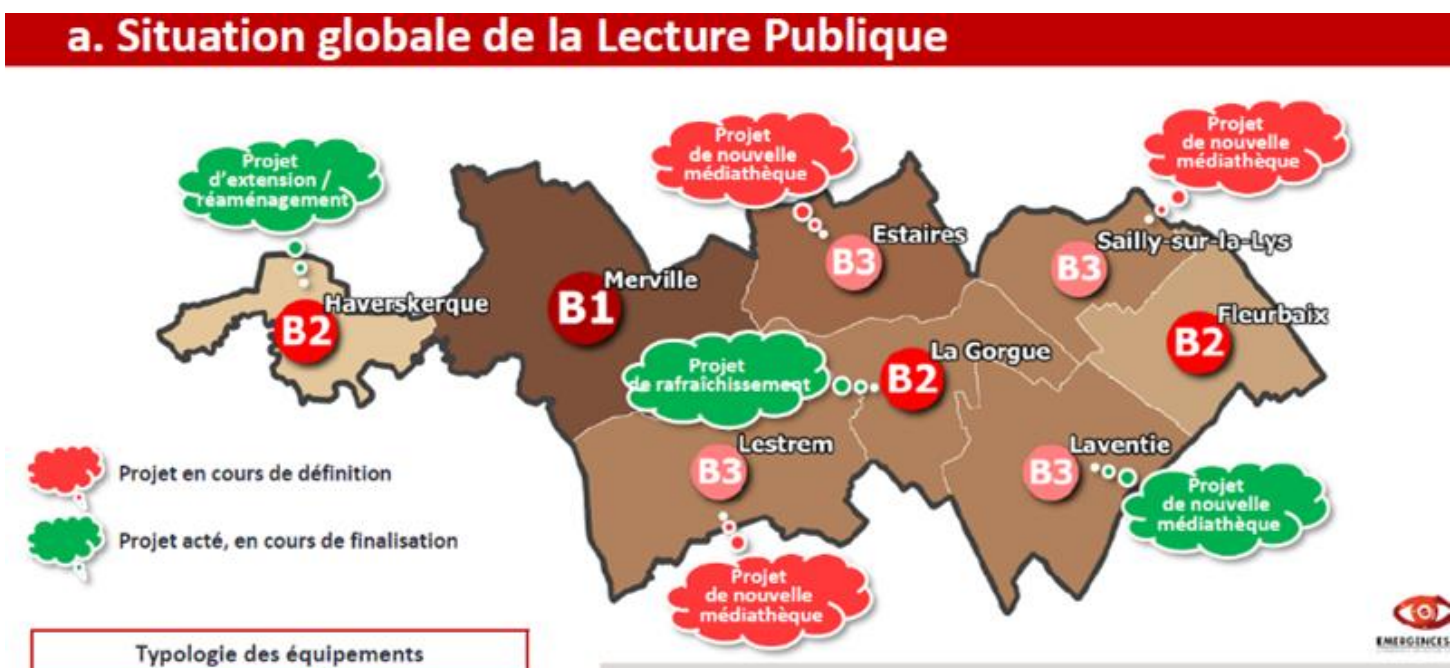 a. Situation globale de la Lecture Publique
Projet
de nouvelle
médiathèque
Projet
de nouvelle
médiathèque
Projet
d'extension /
réaménagement
Estaires
B3
Sailly-sur-la-Lys
B3
Merville
B1
Haverskerque
B2
Fleurbaix
B2
La Gorgue
B2
Projet
de rafraîchissement
Lestrem
B3
Laventie
B3
Projet en cours de définition
Projet
de nouvelle
médiathèque
Projet acté, en cours de finalisation
Projet
de nouvelle
médiathèque
EMERGENCES
Typologie des équipements